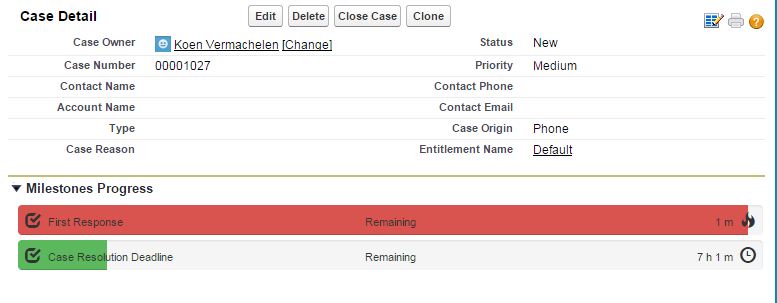 Case Detail Edit Delete Close Case Clone
Case Owner Koen Vermachelen [Change] Status New
Case Number 00001027 Priority Medium
Contact Name Contact Phone
Account Name Contact Email
Type Case Origin Phone
Case Reason Entitlement Name Default
Milestones Progress
First Response Remaining 1 m
Case Resolution Deadline Remaining 7 h 1 m